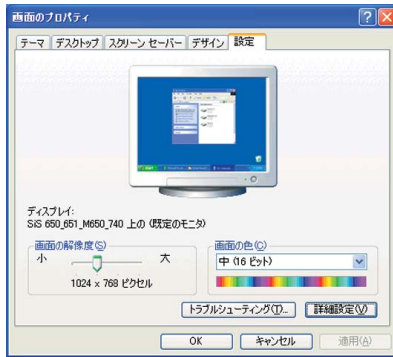 画面のプロパティ
テーマ デスクトップ スクリーン セーバー デザイン 設定
ディスプレイ:
SiS 650_651_M650_740 上の (既定のモニタ)
画面の解像度(S)
小 大
1024 x 768 ピクセル
画面の色(C)
中 (16 ビット)
トラブルシューティング(T)... 詳細設定(V)
OK キャンセル 適用(A)